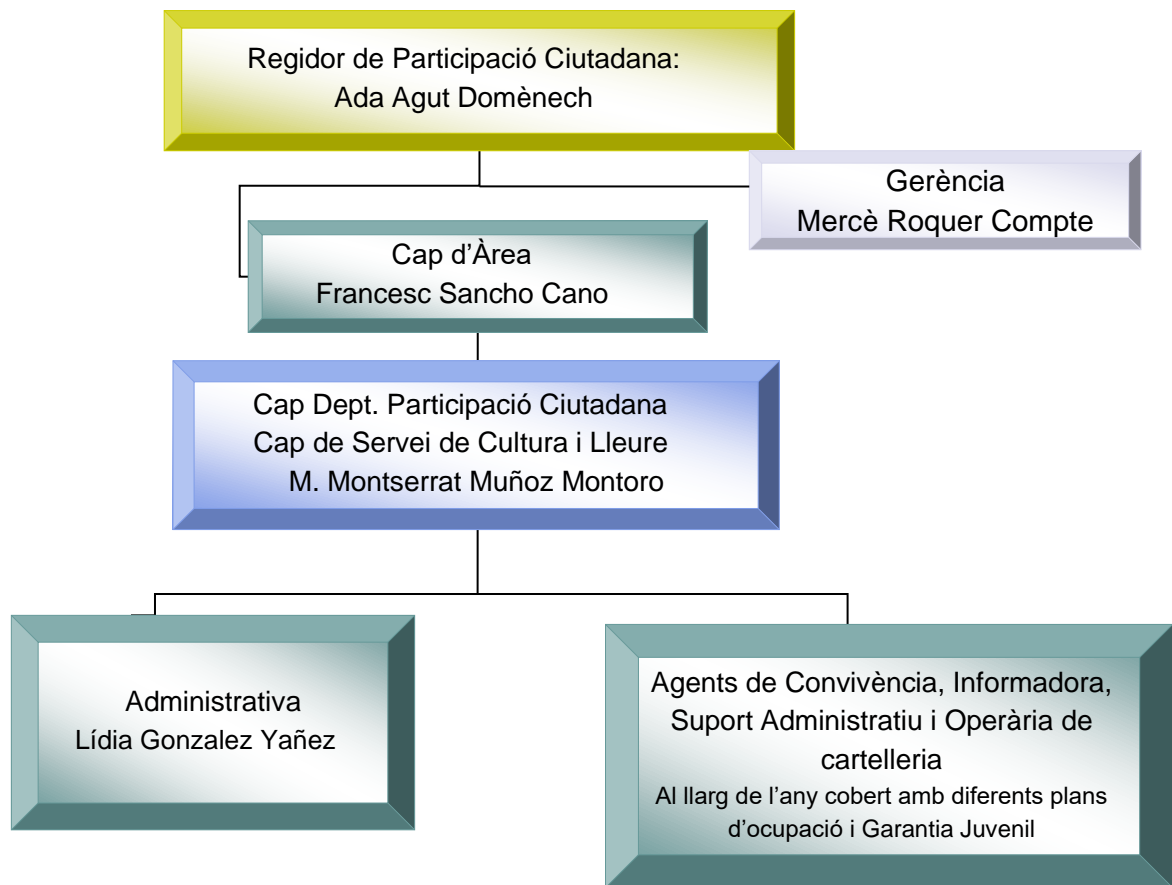 Regidor de Participació Ciutadana:
Ada Agut Domènech
Gerència
Mercè Roquer Compte
Cap d’Àrea
Francesc Sancho Cano
Cap Dept. Participació Ciutadana
Cap de Servei de Cultura i Lleure
M. Montserrat Muñoz Montoro
Administrativa
Lídia Gonzalez Yañez
Agents de Convivència, Informadora,
Suport Administratiu i Operària de
cartelleria
Al llarg de l’any cobert amb diferents plans
d’ocupació i Garantia Juvenil